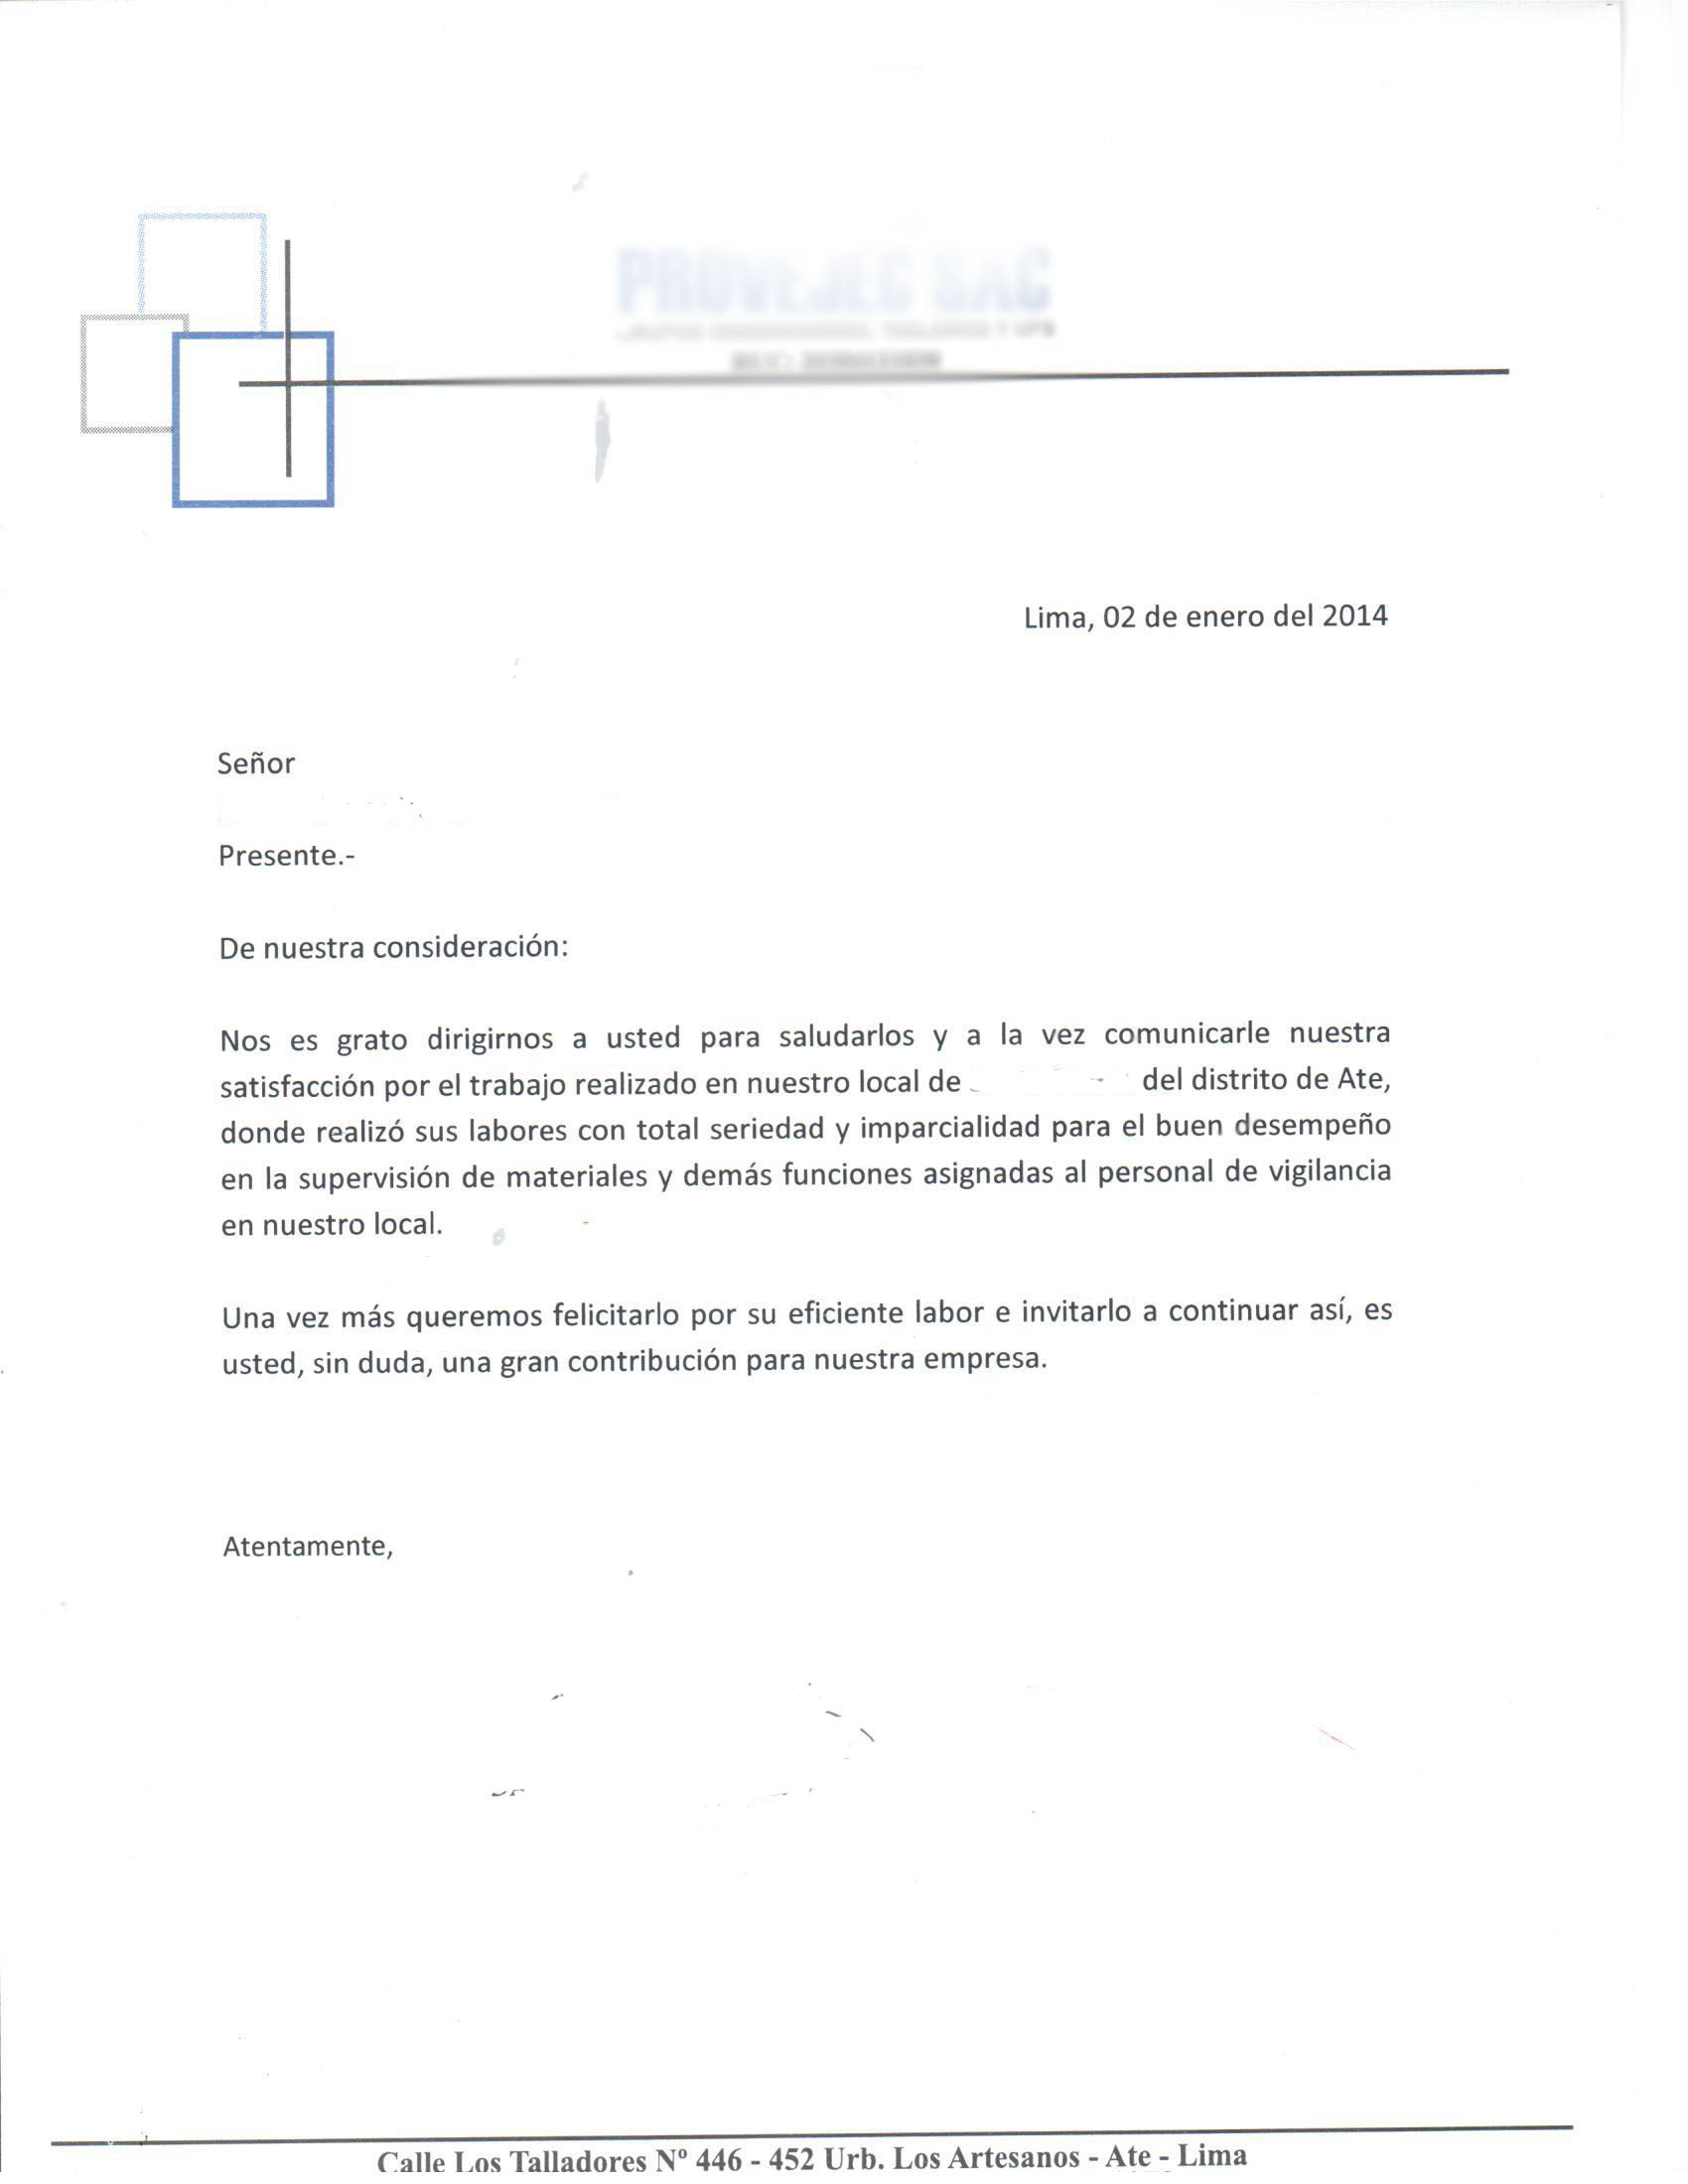 PROVEJEC SAC
Lima, 02 de enero del 2014
Señor
Presente.-
De nuestra consideración:
Nos es grato dirigirnos a usted para saludarlos y a la vez comunicarle nuestra
satisfacción por el trabajo realizado en nuestro local de del distrito de Ate,
donde realizó sus labores con total seriedad y imparcialidad para el buen desempeño
en la supervisión de materiales y demás funciones asignadas al personal de vigilancia
en nuestro local.
Una vez más queremos felicitarlo por su eficiente labor e invitarlo a continuar así, es
usted, sin duda, una gran contribución para nuestra empresa.
Atentamente,
Calle Los Talladores Nº 446 - 452 Urb. Los Artesanos - Ate - Lima